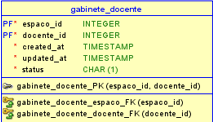 gabinete_docente
PF* espaco_id INTEGER
PF* docente_id INTEGER
* created_at TIMESTAMP
* updated_at TIMESTAMP
* status CHAR (1)
gabinete_docente_PK (espaco_id, docente_id)
gabinete_docente_espaco_FK (espaco_id)
gabinete_docente_docente_FK (docente_id)